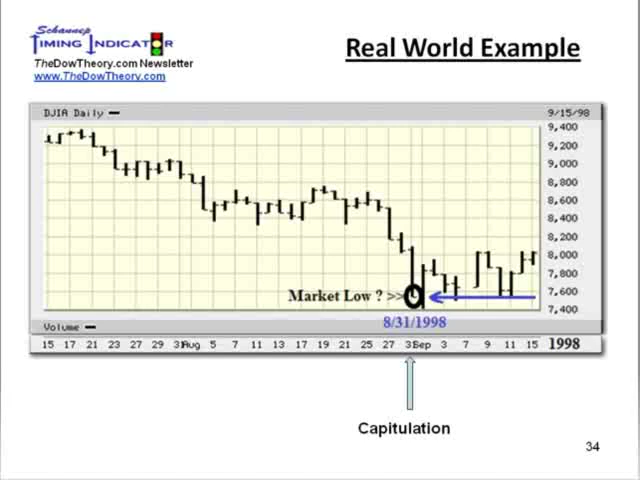 Schannep
TIMING INDICATOR
TheDowTheory.com Newsletter
www.TheDowTheory.com
Real World Example
DJIA Daily
9/15/98
9,400
9,200
9,000
8,800
8,600
8,400
8,200
8,000
7,800
7,600
7,400
Market Low ? >>
8/31/1998
Volume
15 17 21 23 27 29 31Aug 5 7 11 13 17 19 21 25 27 31Sep 3 7 9 11 15 1998
Capitulation
34